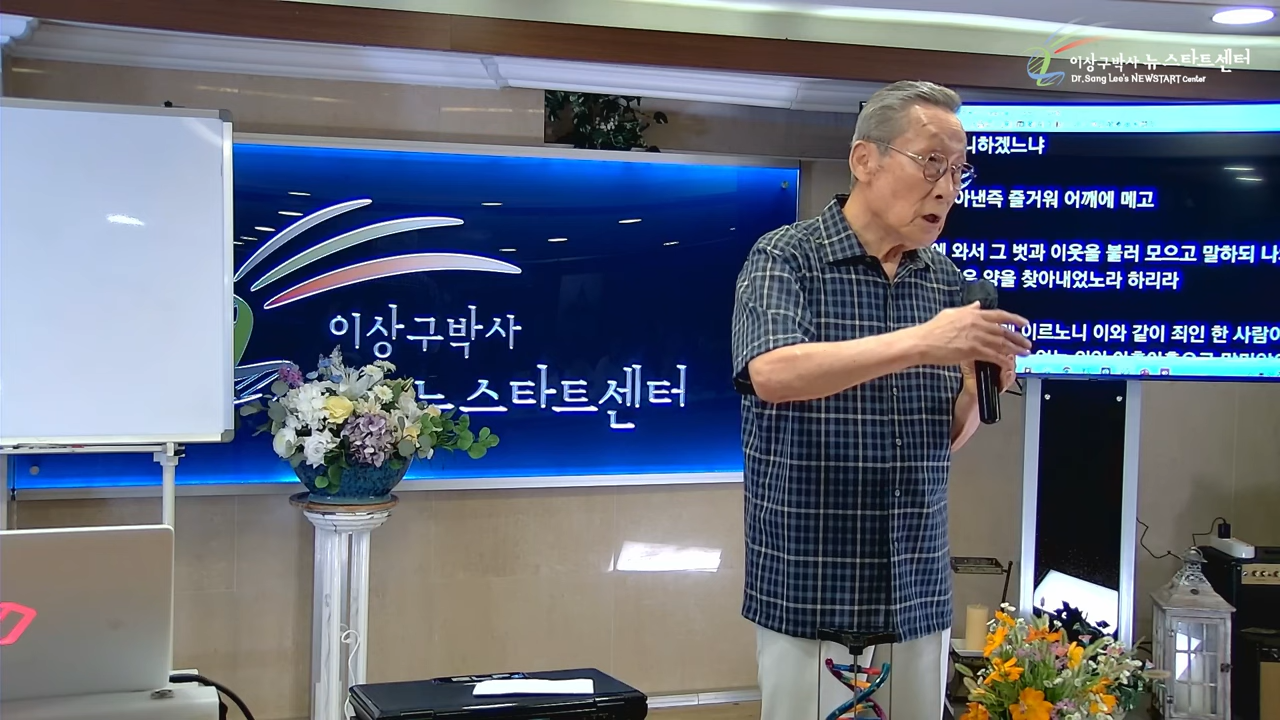 이상구박사 뉴스타트센터
Dr. Sang Lee's NEWSTART Center
니하겠느냐
아낸즉 즐거워 어깨에 메고
와서 그 벗과 이웃을 불러 모으고 말하되
양을 찾아내었노라 하리라
이르노니 이와 같이 죄인 한 사람이
이상구박사
뉴스타트센터